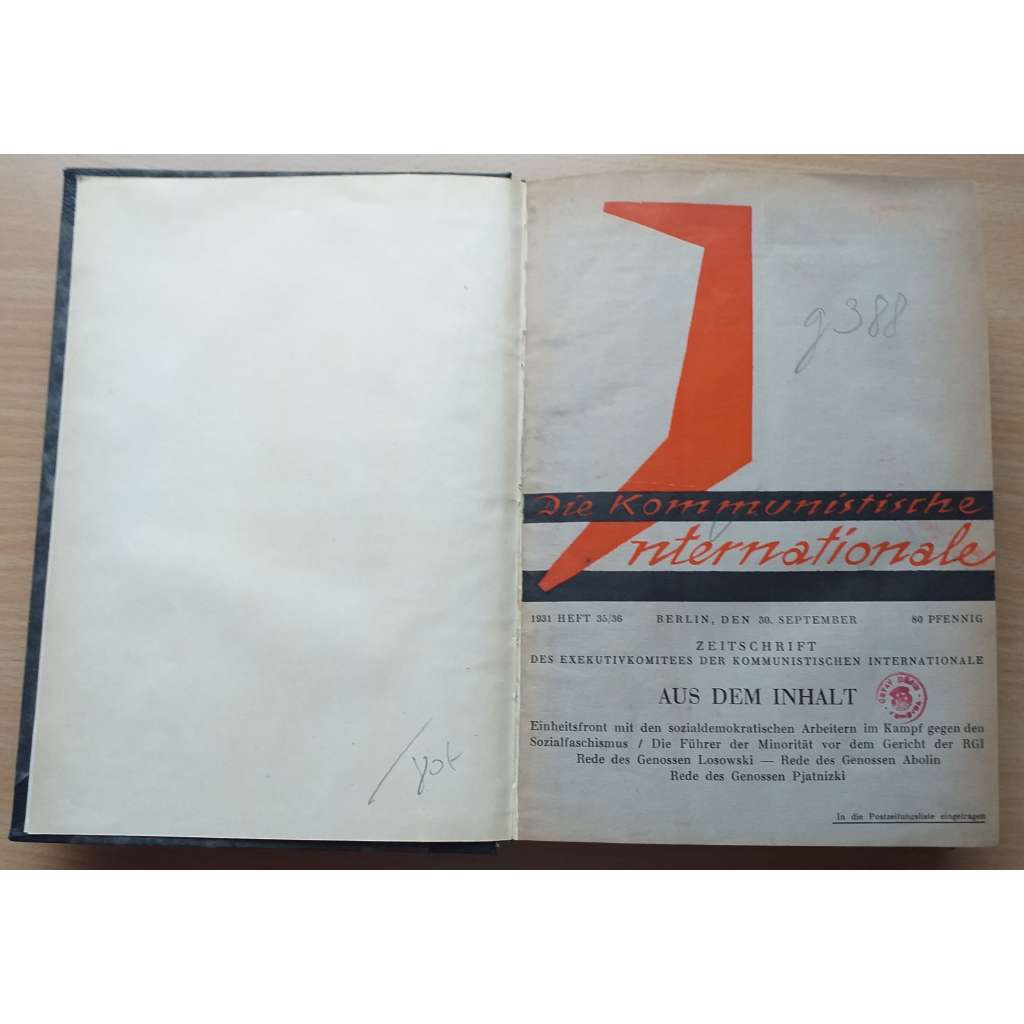 g 388
Die Kommunistische
Internationale
1931 HEFT 35/36 BERLIN, DEN 30. SEPTEMBER 80 PFENNIG
ZEITSCHRIFT
DES EXEKUTIVKOMITEES DER KOMMUNISTISCHEN INTERNATIONALE
AUS DEM INHALT
Einheitsfront mit den sozialdemokratischen Arbeitern im Kampf gegen den
Sozialfaschismus / Die Führer der Minorität vor dem Gericht der RGI
Rede des Genossen Losowski — Rede des Genossen Abolin
Rede des Genossen Pjatnizki
In die Postzeitungsliste eingetragen